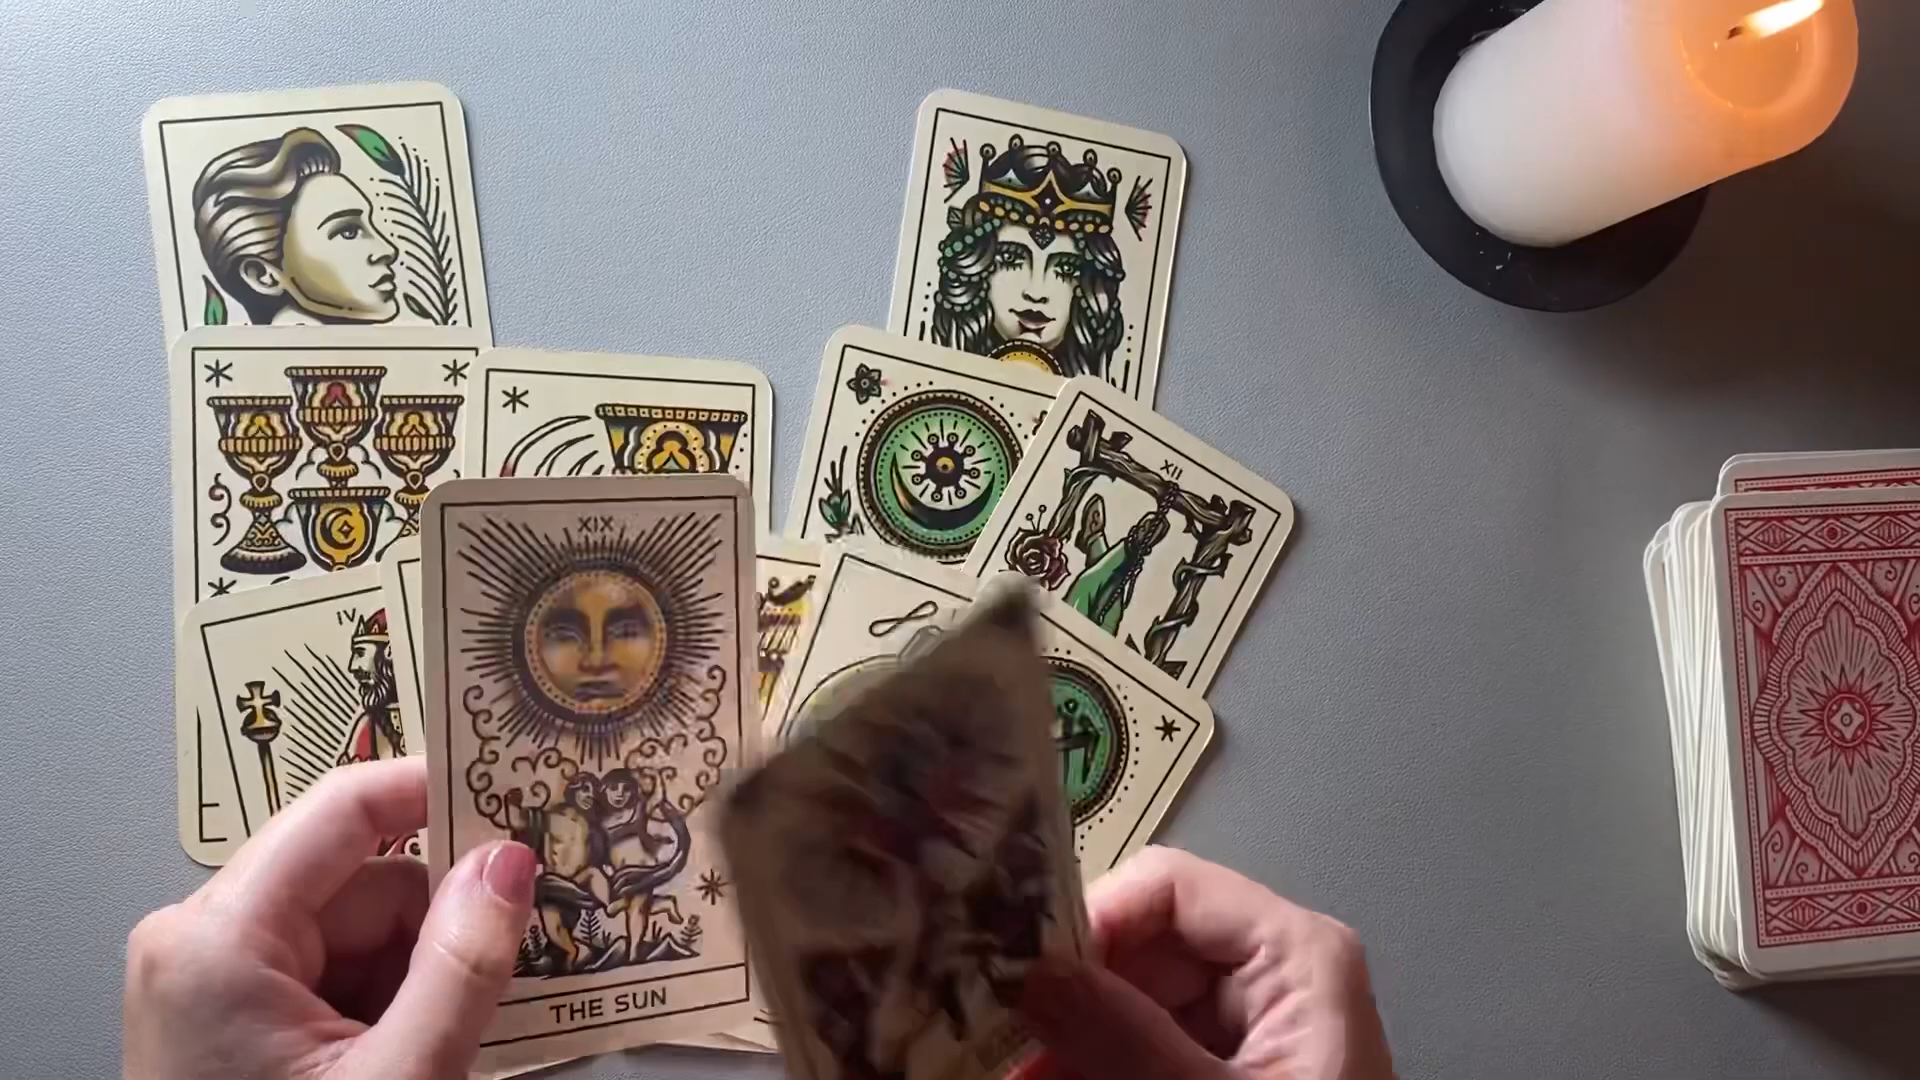 XII
XIX
IV
THE SUN